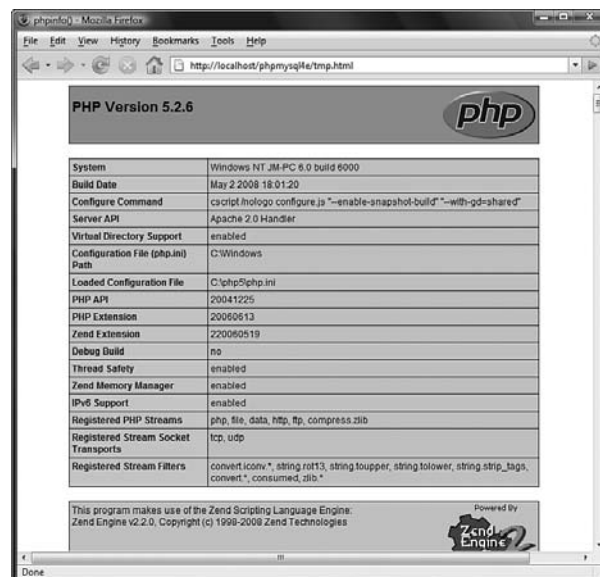 phpinfo() - Mozilla Firefox
File Edit View History Bookmarks Tools Help
http://localhost/phpmysql4e/tmp.html
PHP Version 5.2.6
php
System Windows NT JM-PC 6.0 build 6000
Build Date May 2 2008 18:01:20
Configure Command cscript /nologo configure.js "--enable-snapshot-build" "--with-gd=shared"
Server API Apache 2.0 Handler
Virtual Directory Support enabled
Configuration File (php.ini) Path C:\Windows
Loaded Configuration File C:\php5\php.ini
PHP API 20041225
PHP Extension 20060613
Zend Extension 220060519
Debug Build no
Thread Safety enabled
Zend Memory Manager enabled
IPv6 Support enabled
Registered PHP Streams php, file, data, http, ftp, compress.zlib
Registered Stream Socket Transports tcp, udp
Registered Stream Filters convert.iconv.*, string.rot13, string.toupper, string.tolower, string.strip_tags,
convert.*, consumed, zlib.*
This program makes use of the Zend Scripting Language Engine:
Zend Engine v2.2.0, Copyright (c) 1998-2008 Zend Technologies
Powered By
Zend
Engine 2
Done